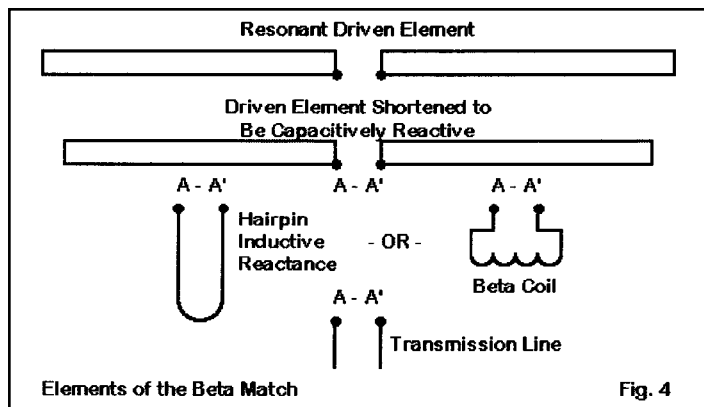 Resonant Driven Element
Driven Element Shortened to
Be Capacitively Reactive
A - A' A - A' A - A'
Hairpin
Inductive
Reactance
- OR -
Beta Coil
A - A'
Transmission Line
Elements of the Beta Match
Fig. 4